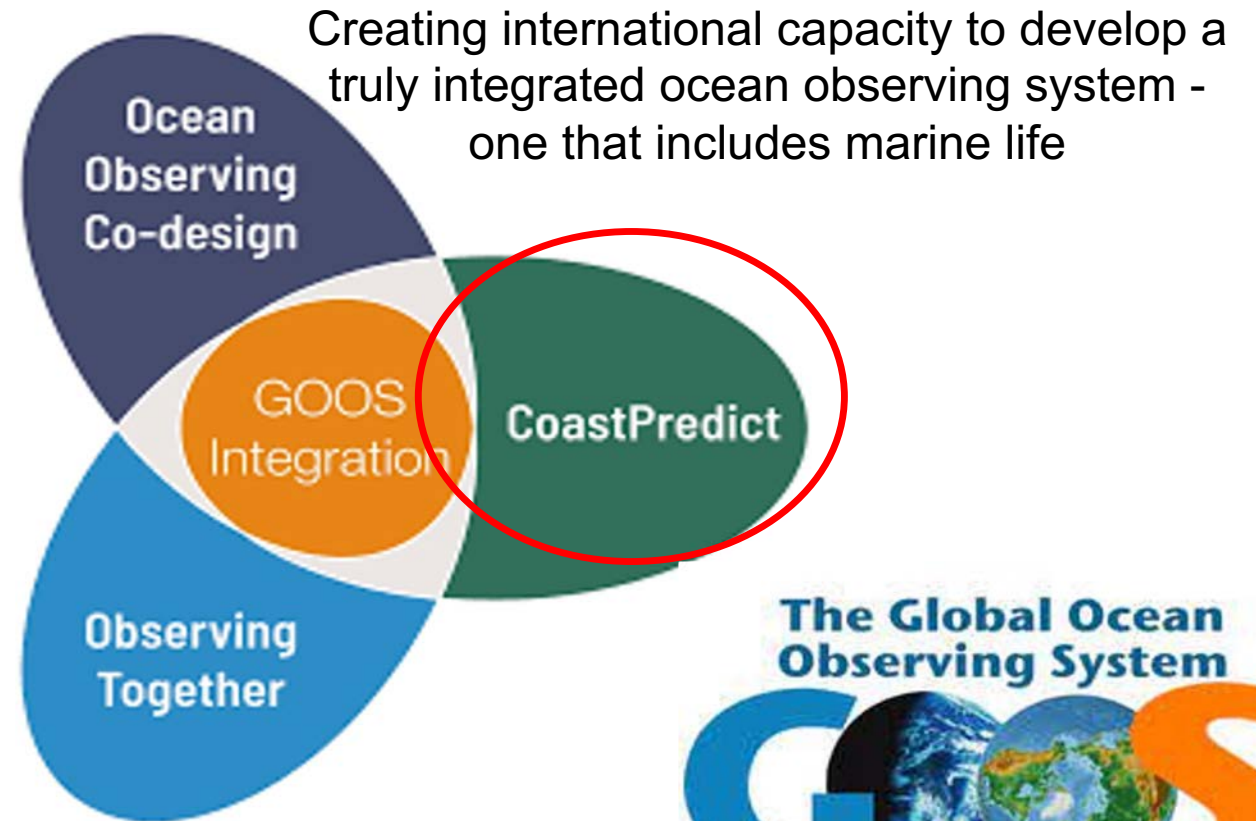 Creating international capacity to develop a
truly integrated ocean observing system -
one that includes marine life
Ocean
Observing
Co-design
GOOS
Integration
CoastPredict
Observing
Together
The Global Ocean
Observing System
GOOS